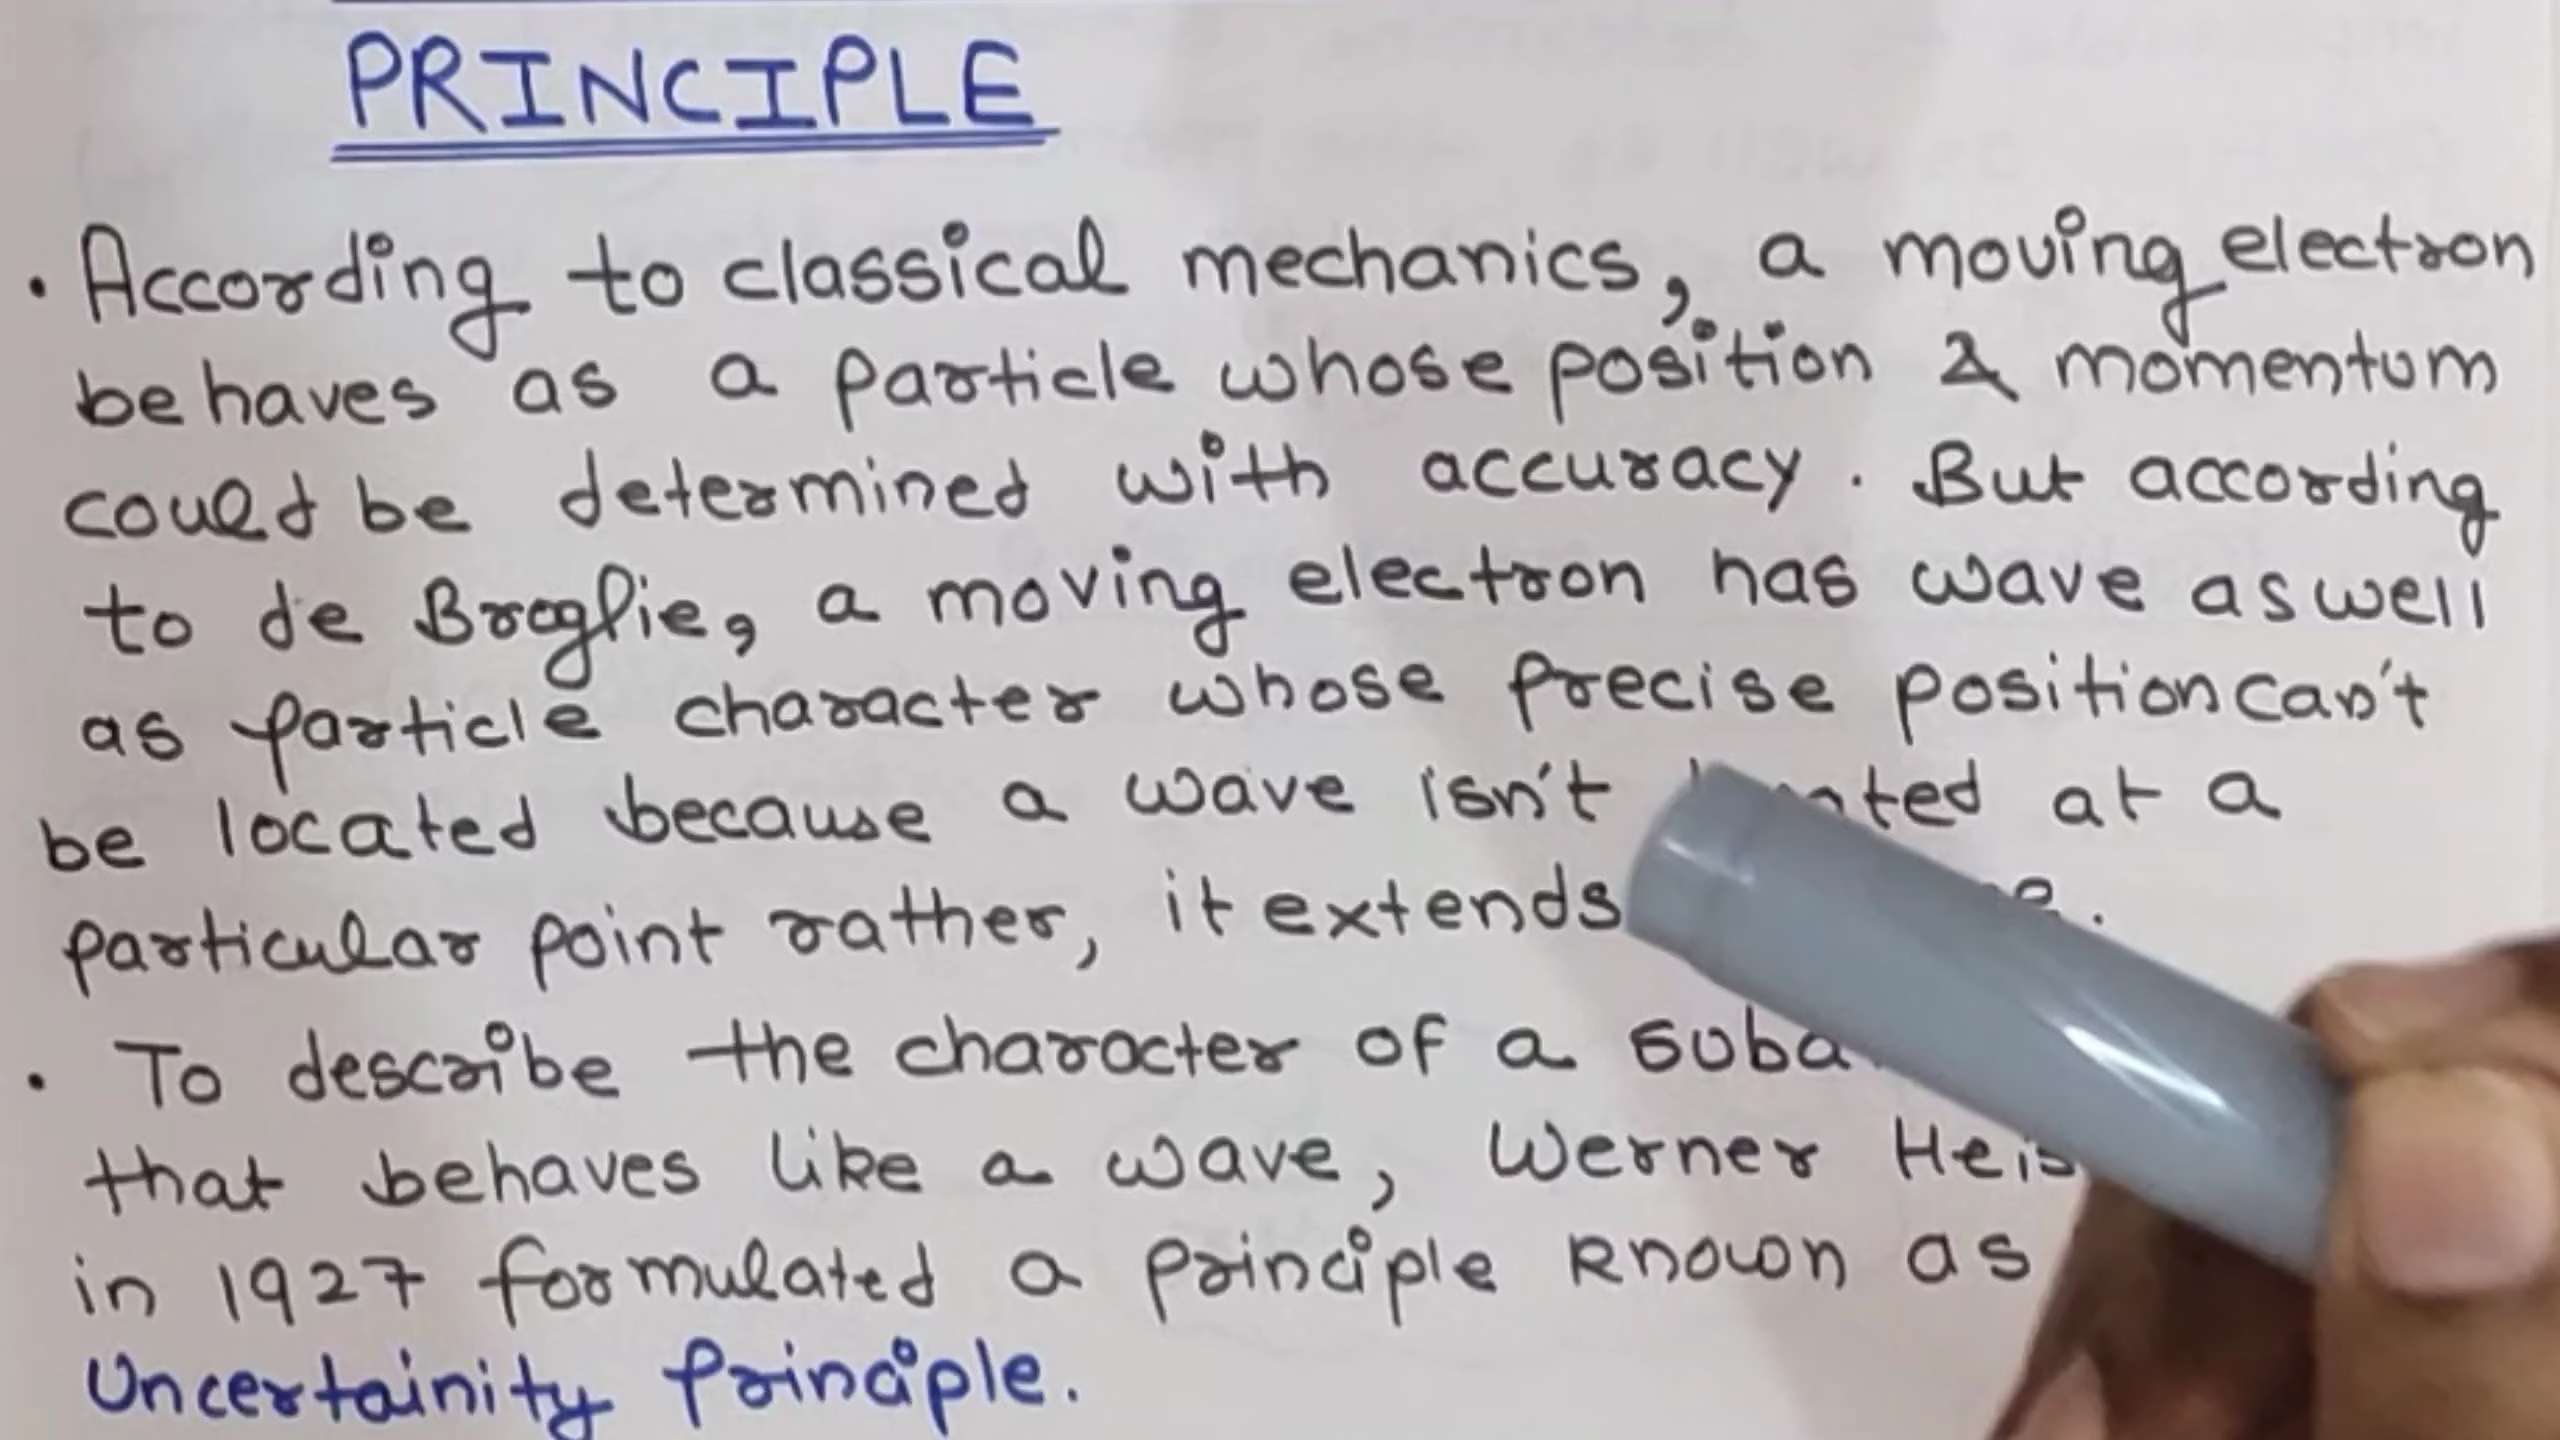 PRINCIPLE
· According to classical mechanics, a moving electron
behaves as a particle whose position & momentum
could be determined with accuracy. But according
to de Broglie, a moving electron has wave as well
as particle character whose precise position can't
be located because a wave isn't at a
particular point rather, it extends
· To describe the character of a
that behaves like a wave, Werner
in 1927 formulated a principle known as
Uncertainity Principle.